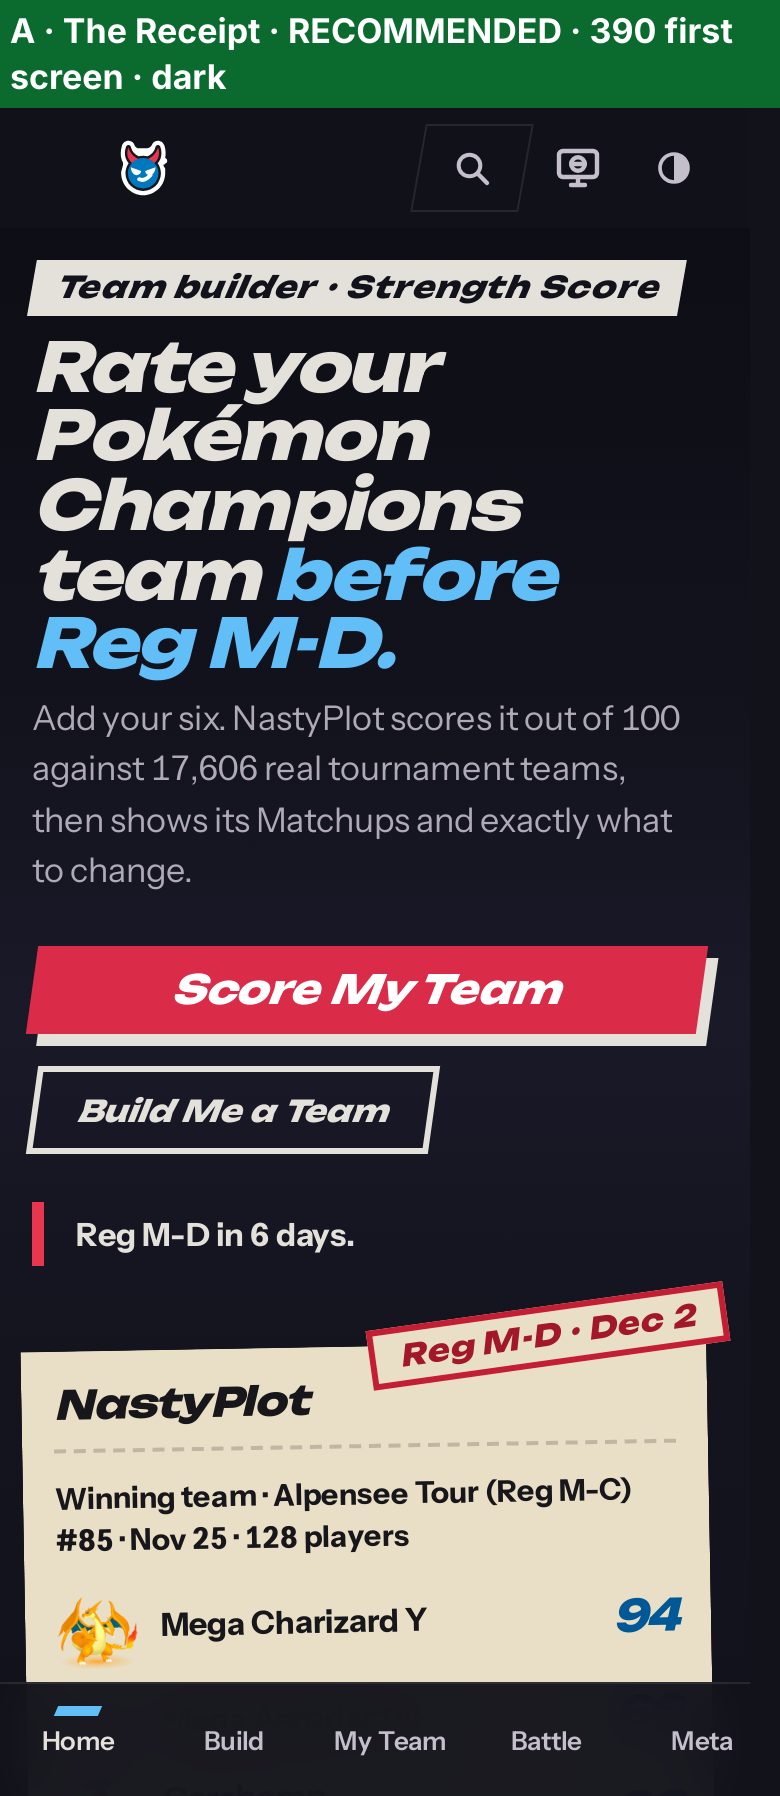 A · The Receipt · RECOMMENDED · 390 first
screen · dark
Team builder · Strength Score
Rate your
Pokémon
Champions
team before
Reg M-D.
Add your six. NastyPlot scores it out of 100
against 17,606 real tournament teams,
then shows its Matchups and exactly what
to change.
Score My Team
Build Me a Team
Reg M-D in 6 days.
Reg M-D · Dec 2
NastyPlot
Winning team · Alpensee Tour (Reg M-C)
#85 · Nov 25 · 128 players
Mega Charizard Y 94
Home Build My Team Battle Meta